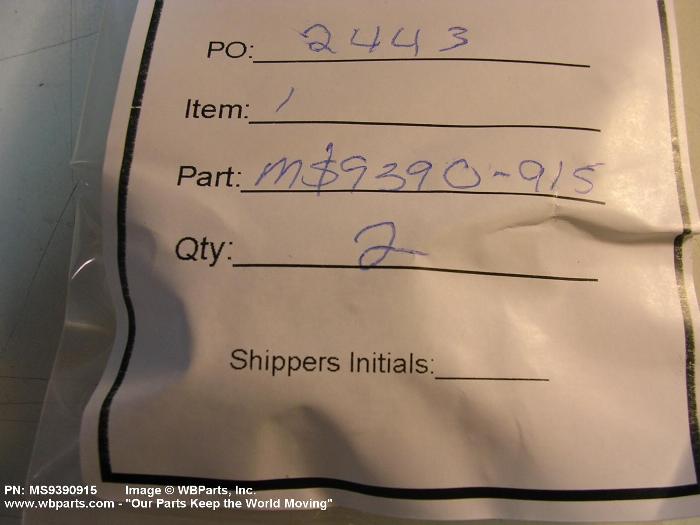 PO: 2443
Item: 1
Part: MS9390-915
Qty: 2
Shippers Initials:
PN: MS9390915 Image © WBParts, Inc.
www.wbparts.com - "Our Parts Keep the World Moving"